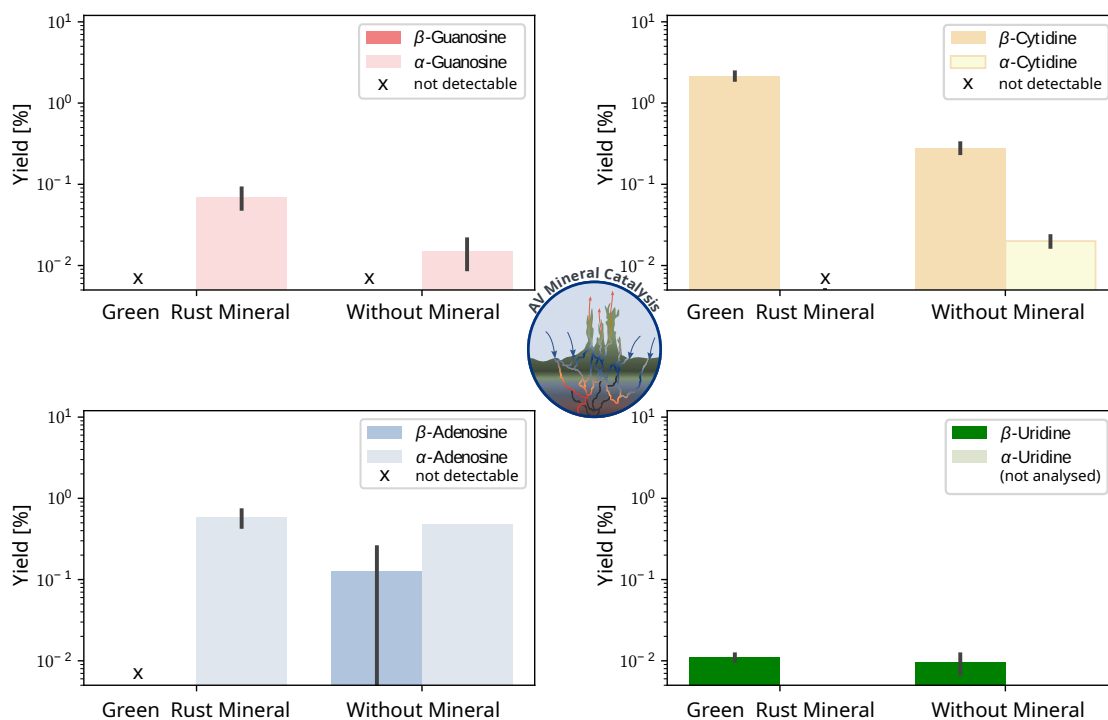 10¹
10⁰
10⁻¹
10⁻²
Yield [%]
β-Guanosine
α-Guanosine
x not detectable
x
x
Green Rust Mineral
Without Mineral
10¹
10⁰
10⁻¹
10⁻²
Yield [%]
β-Cytidine
α-Cytidine
x not detectable
x
Green Rust Mineral
Without Mineral
AV Mineral Catalysis
10¹
10⁰
10⁻¹
10⁻²
Yield [%]
β-Adenosine
α-Adenosine
x not detectable
x
Green Rust Mineral
Without Mineral
10¹
10⁰
10⁻¹
10⁻²
Yield [%]
β-Uridine
α-Uridine
(not analysed)
Green Rust Mineral
Without Mineral